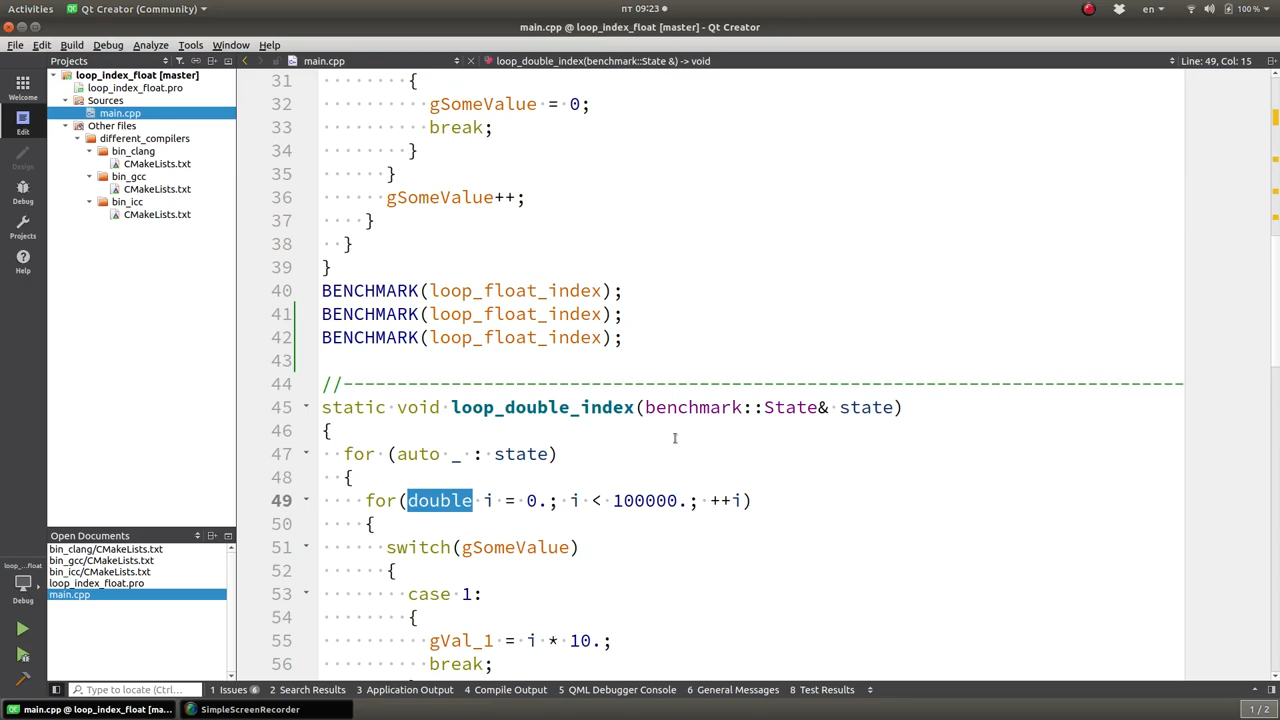 Activities Qt Creator (Community) пт 09:23 en 100 %
main.cpp @ loop_index_float [master] - Qt Creator
File Edit Build Debug Analyze Tools Window Help
Projects main.cpp loop_double_index(benchmark::State &) -> void Line: 49, Col: 15
Welcome
Edit
Design
Debug
Projects
Help
loop_index_float [master]
loop_index_float.pro
Sources
main.cpp
Other files
different_compilers
bin_clang
CMakeLists.txt
bin_gcc
CMakeLists.txt
bin_icc
CMakeLists.txt
31 {
32 gSomeValue = 0;
33 break;
34 }
35 }
36 gSomeValue++;
37 }
38 }
39 }
40 BENCHMARK(loop_float_index);
41 BENCHMARK(loop_float_index);
42 BENCHMARK(loop_float_index);
43
44 //------------------------------------------------------------------------------
45 static void loop_double_index(benchmark::State& state)
46 {
47 for (auto _ : state)
48 {
49 for(double i = 0.; i < 100000.; ++i)
50 {
51 switch(gSomeValue)
52 {
53 case 1:
54 {
55 gVal_1 = i * 10.;
56 break;
Open Documents
bin_clang/CMakeLists.txt
bin_gcc/CMakeLists.txt
bin_icc/CMakeLists.txt
loop_index_float.pro
main.cpp
loop_...float
Debug
Type to locate (Ctrl... 1 Issues 6 2 Search Results 3 Application Output 4 Compile Output 5 QML Debugger Console 6 General Messages 8 Test Results
main.cpp @ loop_index_float [ma... SimpleScreenRecorder 1 / 2